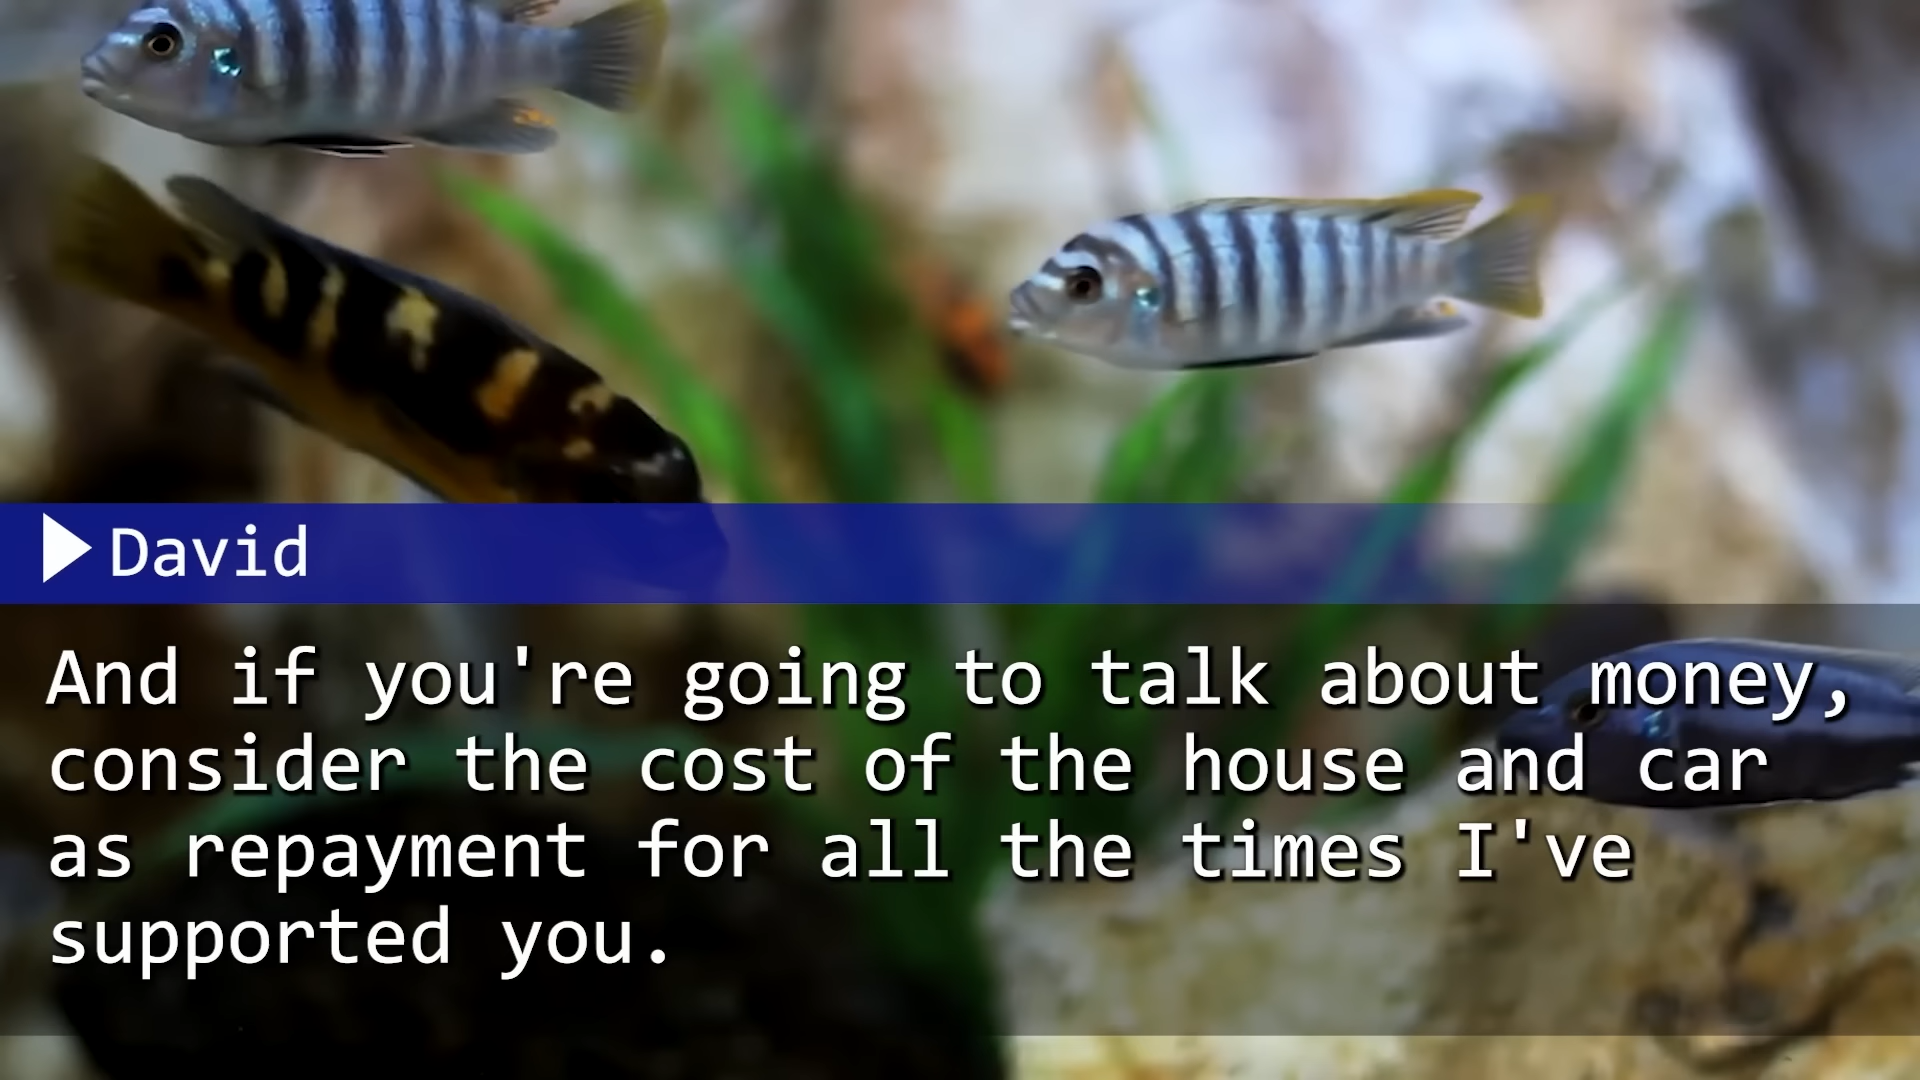 David
And if you're going to talk about money,
consider the cost of the house and car
as repayment for all the times I've
supported you.